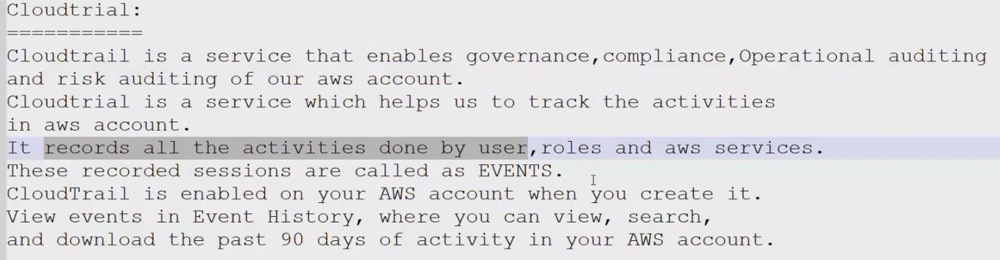 Cloudtrial:
===========
Cloudtrail is a service that enables governance,compliance,Operational auditing
and risk auditing of our aws account.
Cloudtrial is a service which helps us to track the activities
in aws account.
It records all the activities done by user,roles and aws services.
These recorded sessions are called as EVENTS.
CloudTrail is enabled on your AWS account when you create it.
View events in Event History, where you can view, search,
and download the past 90 days of activity in your AWS account.